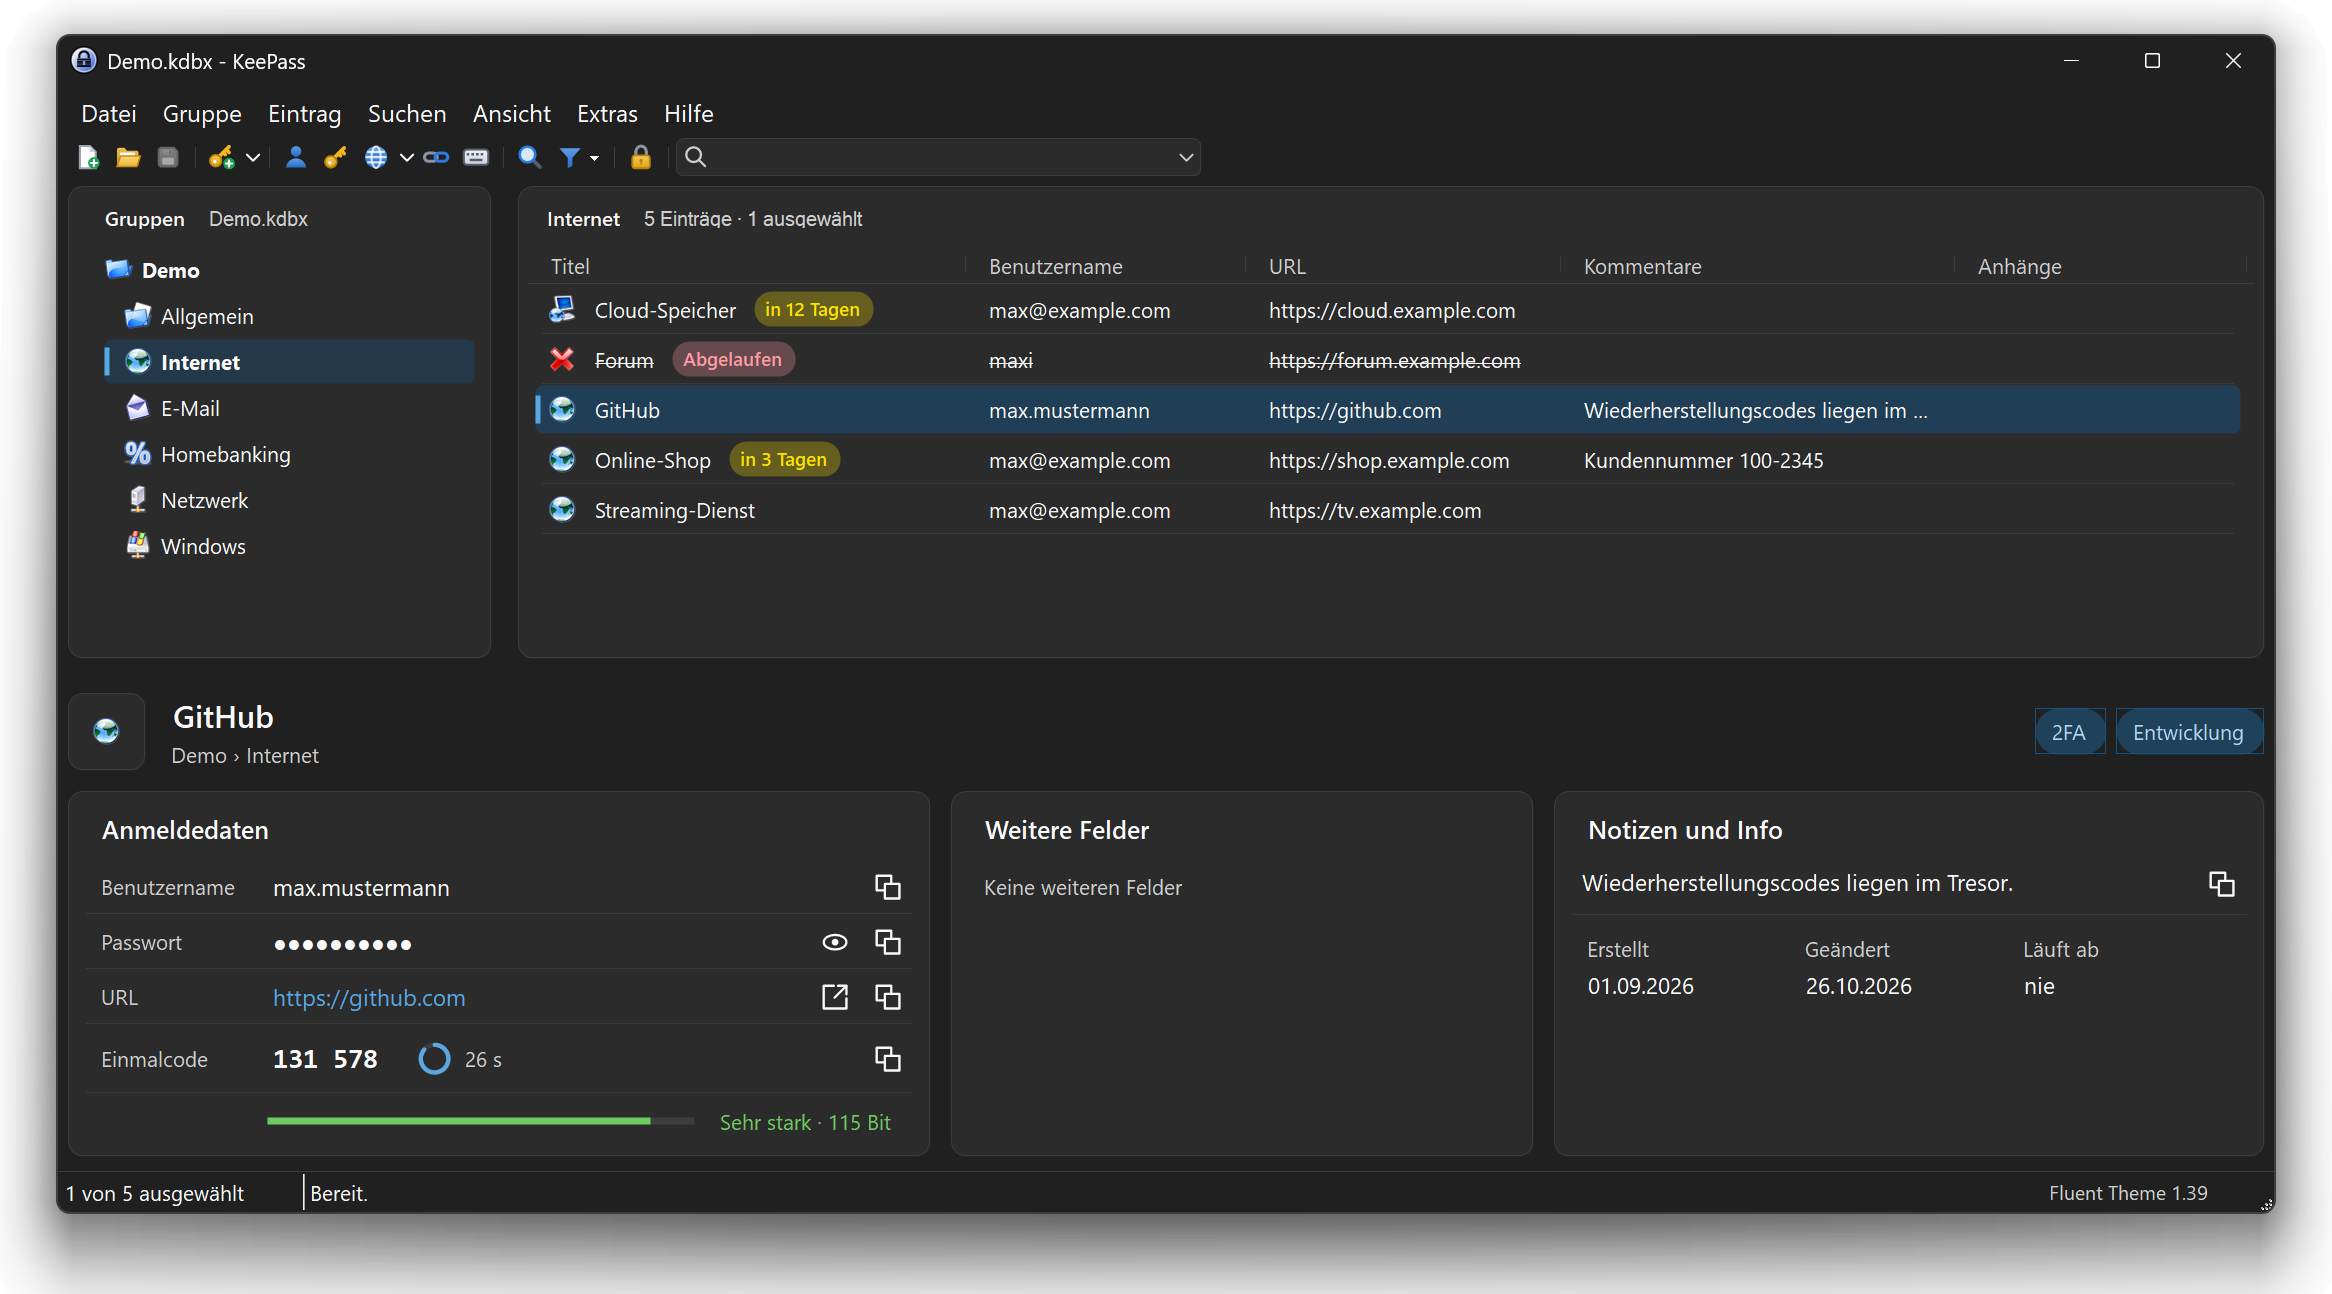 Demo.kdbx - KeePass
Datei Gruppe Eintrag Suchen Ansicht Extras Hilfe
Gruppen Demo.kdbx
Demo
Allgemein
Internet
E-Mail
Homebanking
Netzwerk
Windows
Internet 5 Einträge · 1 ausgewählt
Titel Benutzername URL Kommentare Anhänge
Cloud-Speicher in 12 Tagen max@example.com https://cloud.example.com
Forum Abgelaufen maxi https://forum.example.com
GitHub max.mustermann https://github.com Wiederherstellungscodes liegen im ...
Online-Shop in 3 Tagen max@example.com https://shop.example.com Kundennummer 100-2345
Streaming-Dienst max@example.com https://tv.example.com
GitHub
Demo › Internet
2FA Entwicklung
Anmeldedaten
Benutzername max.mustermann
Passwort ●●●●●●●●●●
URL https://github.com
Einmalcode 131 578 26 s
Sehr stark · 115 Bit
Weitere Felder
Keine weiteren Felder
Notizen und Info
Wiederherstellungscodes liegen im Tresor.
Erstellt Geändert Läuft ab
01.09.2026 26.10.2026 nie
1 von 5 ausgewählt Bereit. Fluent Theme 1.39